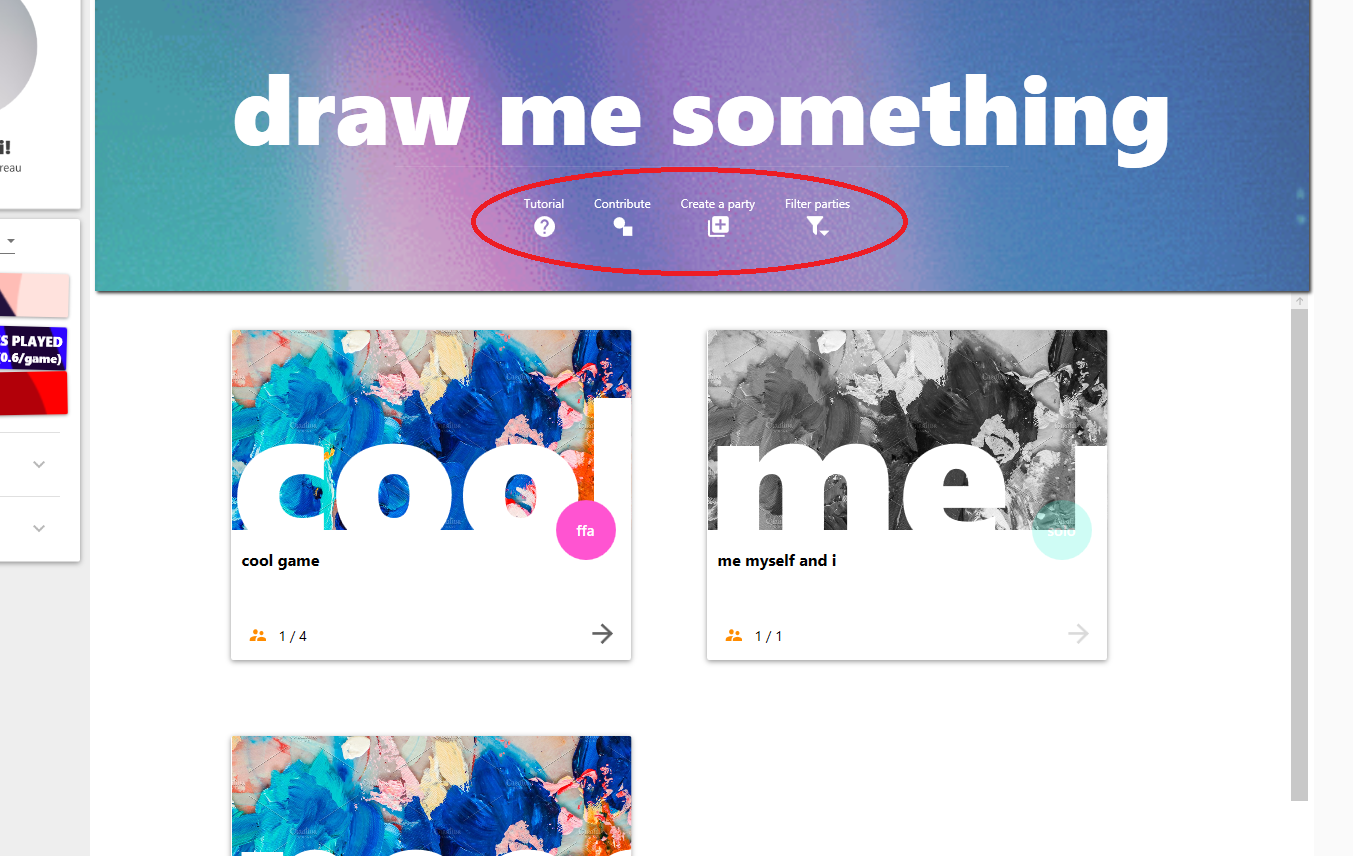 draw me something
Tutorial
Contribute
Create a party
Filter parties
i!
reau
S PLAYED
0.6/game)
cool
ffa
cool game
1 / 4
me
solo
me myself and i
1 / 1